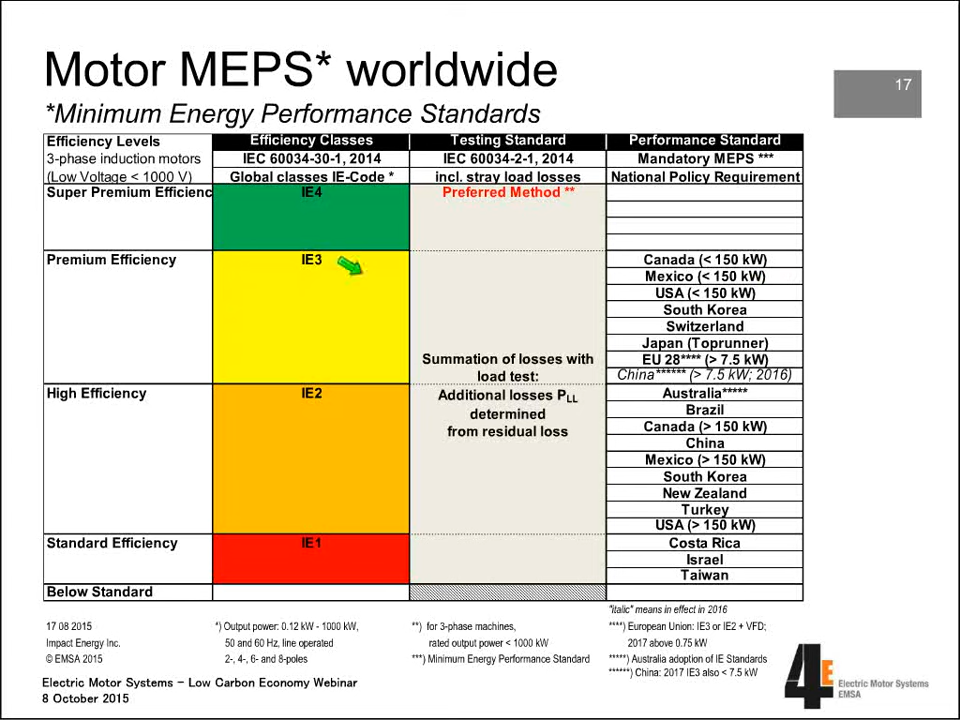 Motor MEPS* worldwide
17
*Minimum Energy Performance Standards
Efficiency Levels Efficiency Classes Testing Standard Performance Standard
3-phase induction motors IEC 60034-30-1, 2014 IEC 60034-2-1, 2014 Mandatory MEPS ***
(Low Voltage < 1000 V) Global classes IE-Code * incl. stray load losses National Policy Requirement
Super Premium Efficienc IE4 Preferred Method **
Premium Efficiency IE3 Canada (< 150 kW)
Mexico (< 150 kW)
USA (< 150 kW)
South Korea
Switzerland
Japan (Toprunner)
Summation of losses with EU 28**** (> 7.5 kW)
load test: China****** (> 7.5 kW; 2016)
High Efficiency IE2 Additional losses PLL Australia*****
determined Brazil
from residual loss Canada (> 150 kW)
China
Mexico (> 150 kW)
South Korea
New Zealand
Turkey
USA (> 150 kW)
Standard Efficiency IE1 Costa Rica
Israel
Taiwan
Below Standard
"italic" means in effect in 2016
17 08 2015 *) Output power: 0.12 kW - 1000 kW, **) for 3-phase machines, ****) European Union: IE3 or IE2 + VFD;
Impact Energy Inc. 50 and 60 Hz, line operated rated output power < 1000 kW 2017 above 0.75 kW
© EMSA 2015 2-, 4-, 6- and 8-poles ***) Minimum Energy Performance Standard *****) Australia adoption of IE Standards
******) China: 2017 IE3 also < 7.5 kW
Electric Motor Systems – Low Carbon Economy Webinar
8 October 2015
4E
Electric Motor Systems
EMSA